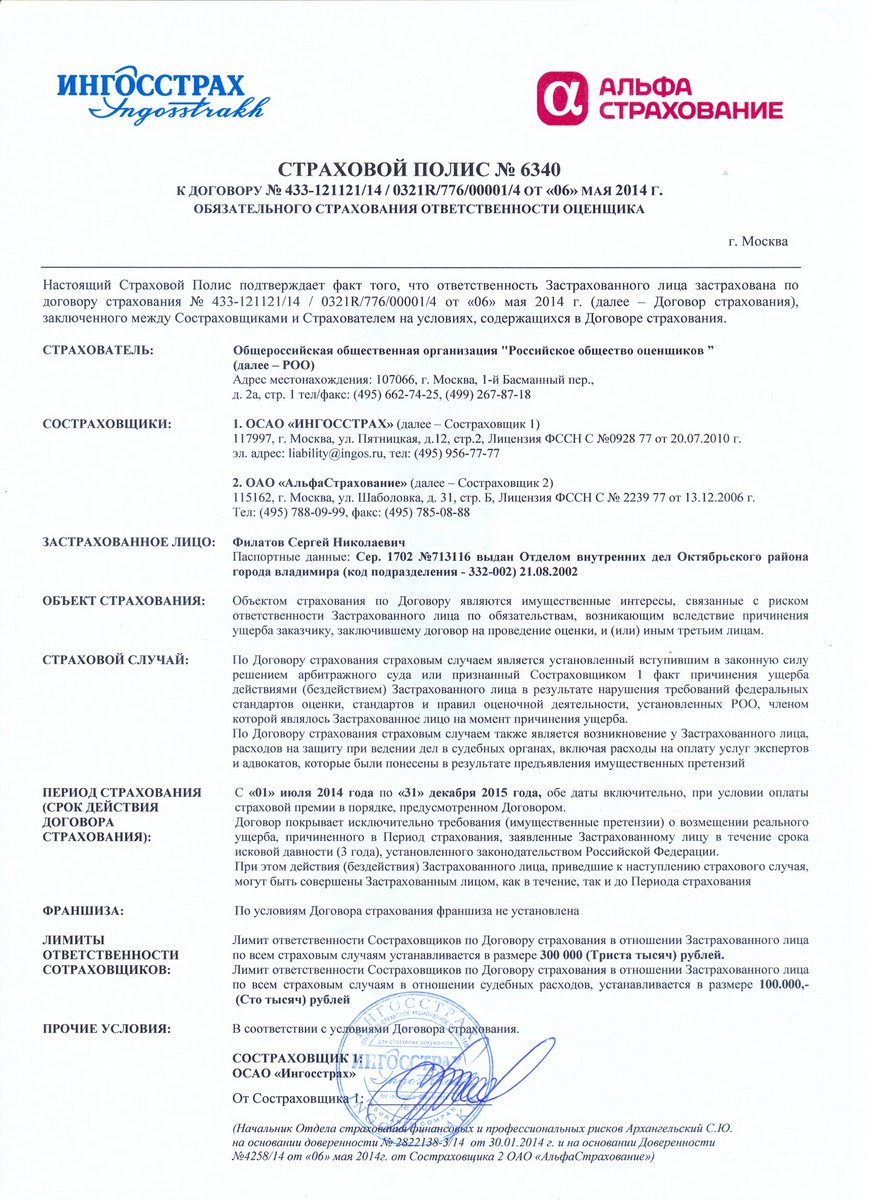 ИНГОССТРАХ
Ingosstrakh
АЛЬФА
СТРАХОВАНИЕ
СТРАХОВОЙ ПОЛИС № 6340
К ДОГОВОРУ № 433-121121/14 / 0321R/776/00001/4 ОТ «06» МАЯ 2014 Г.
ОБЯЗАТЕЛЬНОГО СТРАХОВАНИЯ ОТВЕТСТВЕННОСТИ ОЦЕНЩИКА
г. Москва
Настоящий Страховой Полис подтверждает факт того, что ответственность Застрахованного лица застрахована по
договору страхования № 433-121121/14 / 0321R/776/00001/4 от «06» мая 2014 г. (далее – Договор страхования),
заключенного между Состраховщиками и Страхователем на условиях, содержащихся в Договоре страхования.
СТРАХОВАТЕЛЬ:
Общероссийская общественная организация "Российское общество оценщиков ”
(далее – РОО)
Адрес местонахождения: 107066, г. Москва, 1-й Басманный пер.,
д. 2а, стр. 1 тел/факс: (495) 662-74-25, (499) 267-87-18
СОСТРАХОВЩИКИ:
1. ОСАО «ИНГОССТРАХ» (далее – Состраховщик 1)
117997, г. Москва, ул. Пятницкая, д.12, стр.2, Лицензия ФССН С №0928 77 от 20.07.2010 г.
эл. адрес: liability@ingos.ru, тел: (495) 956-77-77
2. ОАО «АльфаСтрахование» (далее – Состраховщик 2)
115162, г. Москва, ул. Шаболовка, д. 31, стр. Б, Лицензия ФССН С № 2239 77 от 13.12.2006 г.
Тел: (495) 788-09-99, факс: (495) 785-08-88
ЗАСТРАХОВАННОЕ ЛИЦО:
Филатов Сергей Николаевич
Паспортные данные: Сер. 1702 №713116 выдан Отделом внутренних дел Октябрьского района
города владимира (код подразделения - 332-002) 21.08.2002
ОБЪЕКТ СТРАХОВАНИЯ:
Объектом страхования по Договору являются имущественные интересы, связанные с риском
ответственности Застрахованного лица по обязательствам, возникающим вследствие причинения
ущерба заказчику, заключившему договор на проведение оценки, и (или) иным третьим лицам.
СТРАХОВОЙ СЛУЧАЙ:
По Договору страхования страховым случаем является установленный вступившим в законную силу
решением арбитражного суда или признанный Состраховщиком 1 факт причинения ущерба
действиями (бездействием) Застрахованного лица в результате нарушения требований федеральных
стандартов оценки, стандартов и правил оценочной деятельности, установленных РОО, членом
которой являлось Застрахованное лицо на момент причинения ущерба.
По Договору страхования страховым случаем также является возникновение у Застрахованного лица,
расходов на защиту при ведении дел в судебных органах, включая расходы на оплату услуг экспертов
и адвокатов, которые были понесены в результате предъявления имущественных претензий
ПЕРИОД СТРАХОВАНИЯ
(СРОК ДЕЙСТВИЯ
ДОГОВОРА
СТРАХОВАНИЯ):
С «01» июля 2014 года по «31» декабря 2015 года, обе даты включительно, при условии оплаты
страховой премии в порядке, предусмотренном Договором.
Договор покрывает исключительно требования (имущественные претензии) о возмещении реального
ущерба, причиненного в Период страхования, заявленные Застрахованному лицу в течение срока
исковой давности (3 года), установленного законодательством Российской Федерации.
При этом действия (бездействия) Застрахованного лица, приведшие к наступлению страхового случая,
могут быть совершены Застрахованным лицом, как в течение, так и до Периода страхования
ФРАНШИЗА:
По условиям Договора страхования франшиза не установлена
ЛИМИТЫ
ОТВЕТСТВЕННОСТИ
СОТРАХОВЩИКОВ:
Лимит ответственности Состраховщиков по Договору страхования в отношении Застрахованного лица
по всем страховым случаям устанавливается в размере 300 000 (Триста тысяч) рублей.
Лимит ответственности Состраховщиков по Договору страхования в отношении Застрахованного лица
по всем страховым случаям в отношении судебных расходов, устанавливается в размере 100.000,-
(Сто тысяч) рублей
ПРОЧИЕ УСЛОВИЯ:
В соответствии с условиями Договора страхования.
СОСТРАХОВЩИК 1:
ОСАО «Ингосстрах»
От Состраховщика 1:
ИНГОССТРАХ
для страховых документов
(Начальник Отдела страхования финансовых и профессиональных рисков Архангельский С.Ю.
на основании доверенности № 2822138-3/14 от 30.01.2014 г. и на основании Доверенности
№4258/14 от «06» мая 2014г. от Состраховщика 2 ОАО «АльфаСтрахование»)